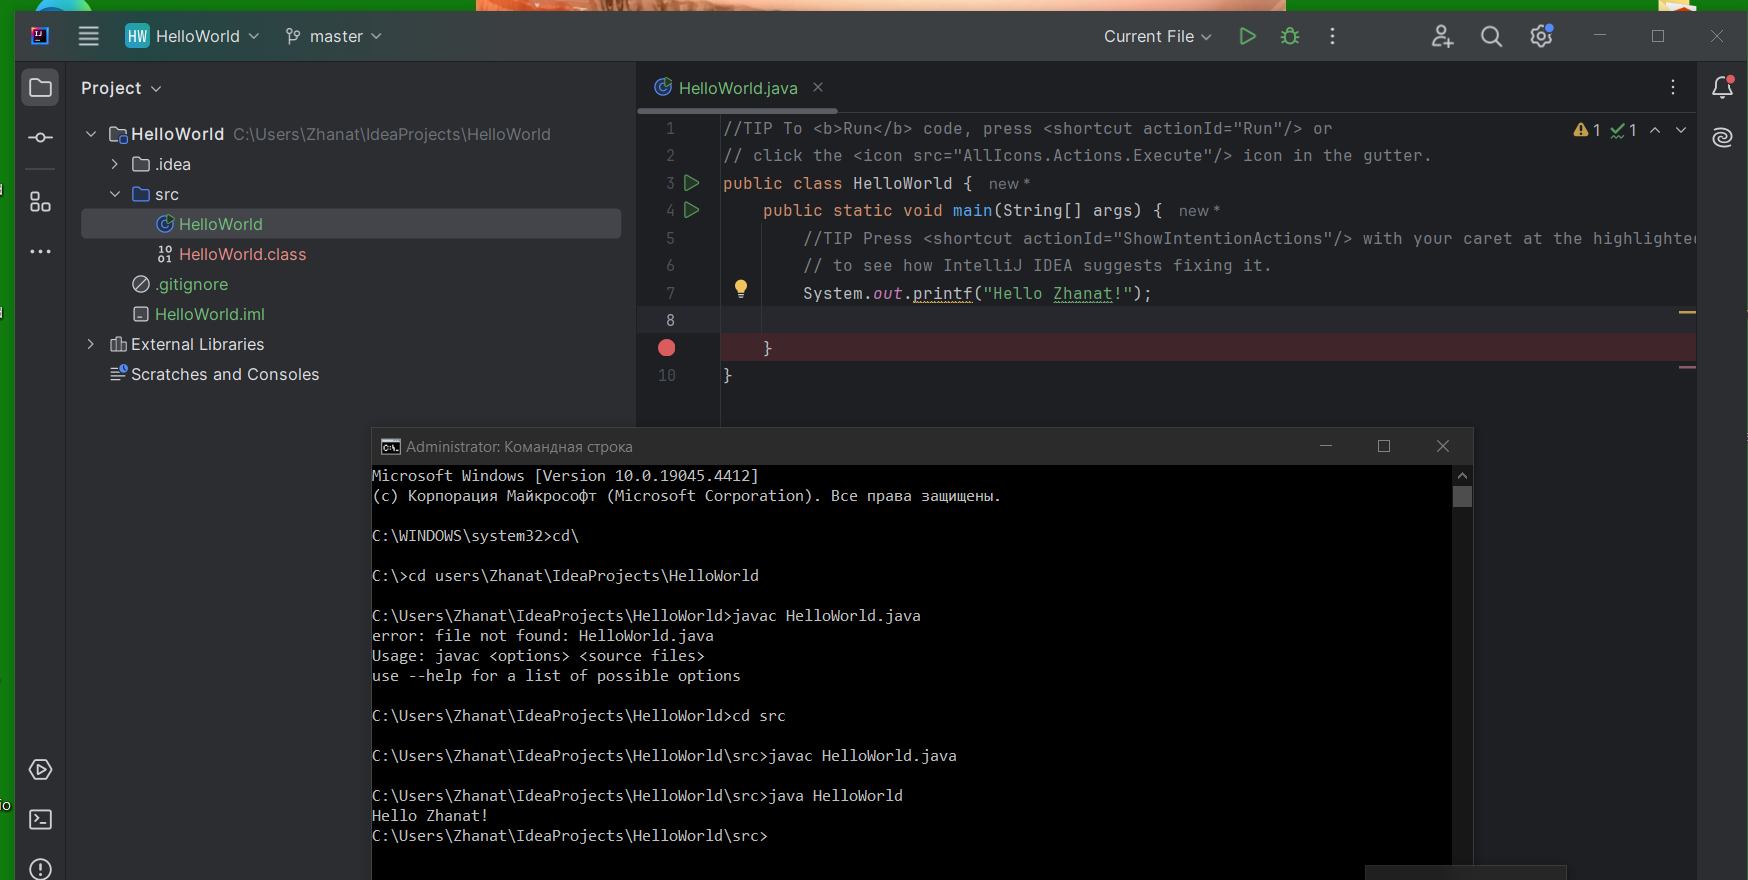 HW HelloWorld master Current File
Project
HelloWorld.java
HelloWorld C:\Users\Zhanat\IdeaProjects\HelloWorld
.idea
src
HelloWorld
HelloWorld.class
.gitignore
HelloWorld.iml
External Libraries
Scratches and Consoles
1 //TIP To <b>Run</b> code, press <shortcut actionId="Run"/> or
1 1
2 // click the <icon src="AllIcons.Actions.Execute"/> icon in the gutter.
3 public class HelloWorld { new *
4 public static void main(String[] args) { new *
5 //TIP Press <shortcut actionId="ShowIntentionActions"/> with your caret at the highlighted
6 // to see how IntelliJ IDEA suggests fixing it.
7 System.out.printf("Hello Zhanat!");
8
}
10 }
Administrator: Командная строка
Microsoft Windows [Version 10.0.19045.4412]
(c) Корпорация Майкрософт (Microsoft Corporation). Все права защищены.
C:\WINDOWS\system32>cd\
C:\>cd users\Zhanat\IdeaProjects\HelloWorld
C:\Users\Zhanat\IdeaProjects\HelloWorld>javac HelloWorld.java
error: file not found: HelloWorld.java
Usage: javac <options> <source files>
use --help for a list of possible options
C:\Users\Zhanat\IdeaProjects\HelloWorld>cd src
C:\Users\Zhanat\IdeaProjects\HelloWorld\src>javac HelloWorld.java
C:\Users\Zhanat\IdeaProjects\HelloWorld\src>java HelloWorld
Hello Zhanat!
C:\Users\Zhanat\IdeaProjects\HelloWorld\src>